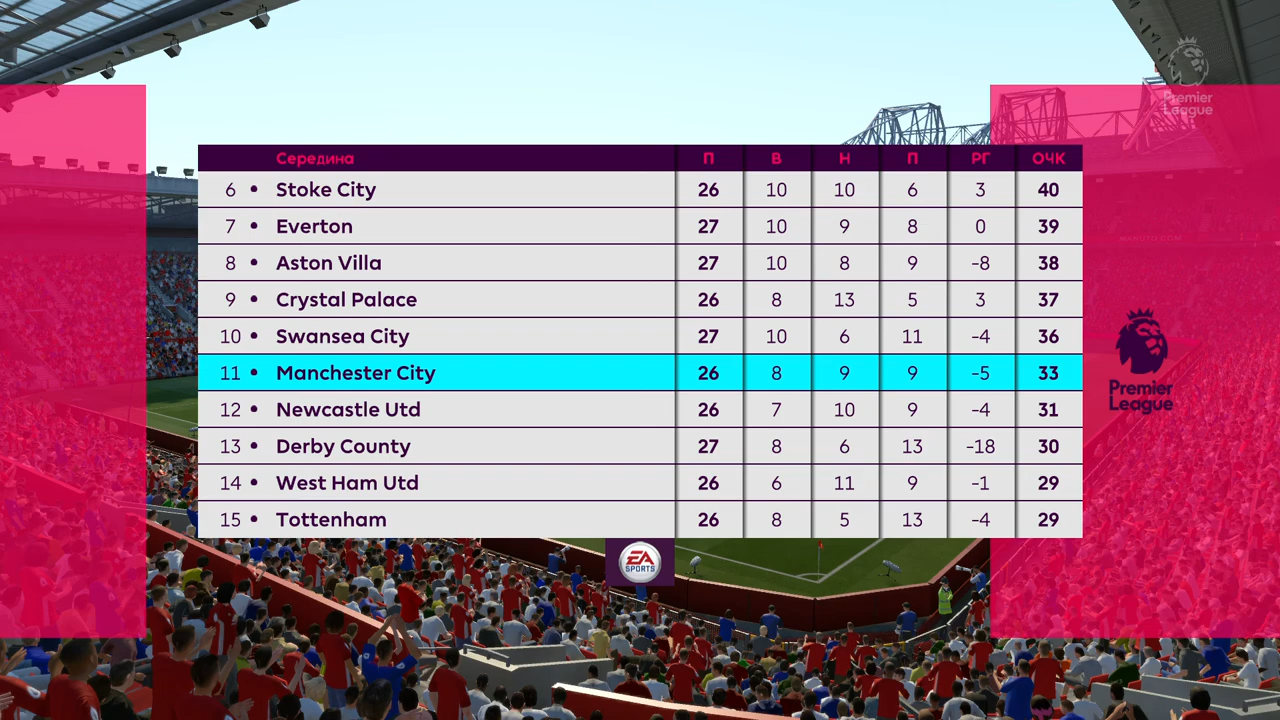 Premier
League
Середина П В Н П РГ ОЧК
6 • Stoke City 26 10 10 6 3 40
7 • Everton 27 10 9 8 0 39
8 • Aston Villa 27 10 8 9 -8 38
9 • Crystal Palace 26 8 13 5 3 37
10 • Swansea City 27 10 6 11 -4 36
11 • Manchester City 26 8 9 9 -5 33
12 • Newcastle Utd 26 7 10 9 -4 31
13 • Derby County 27 8 6 13 -18 30
14 • West Ham Utd 26 6 11 9 -1 29
15 • Tottenham 26 8 5 13 -4 29
Premier
League
EA
SPORTS